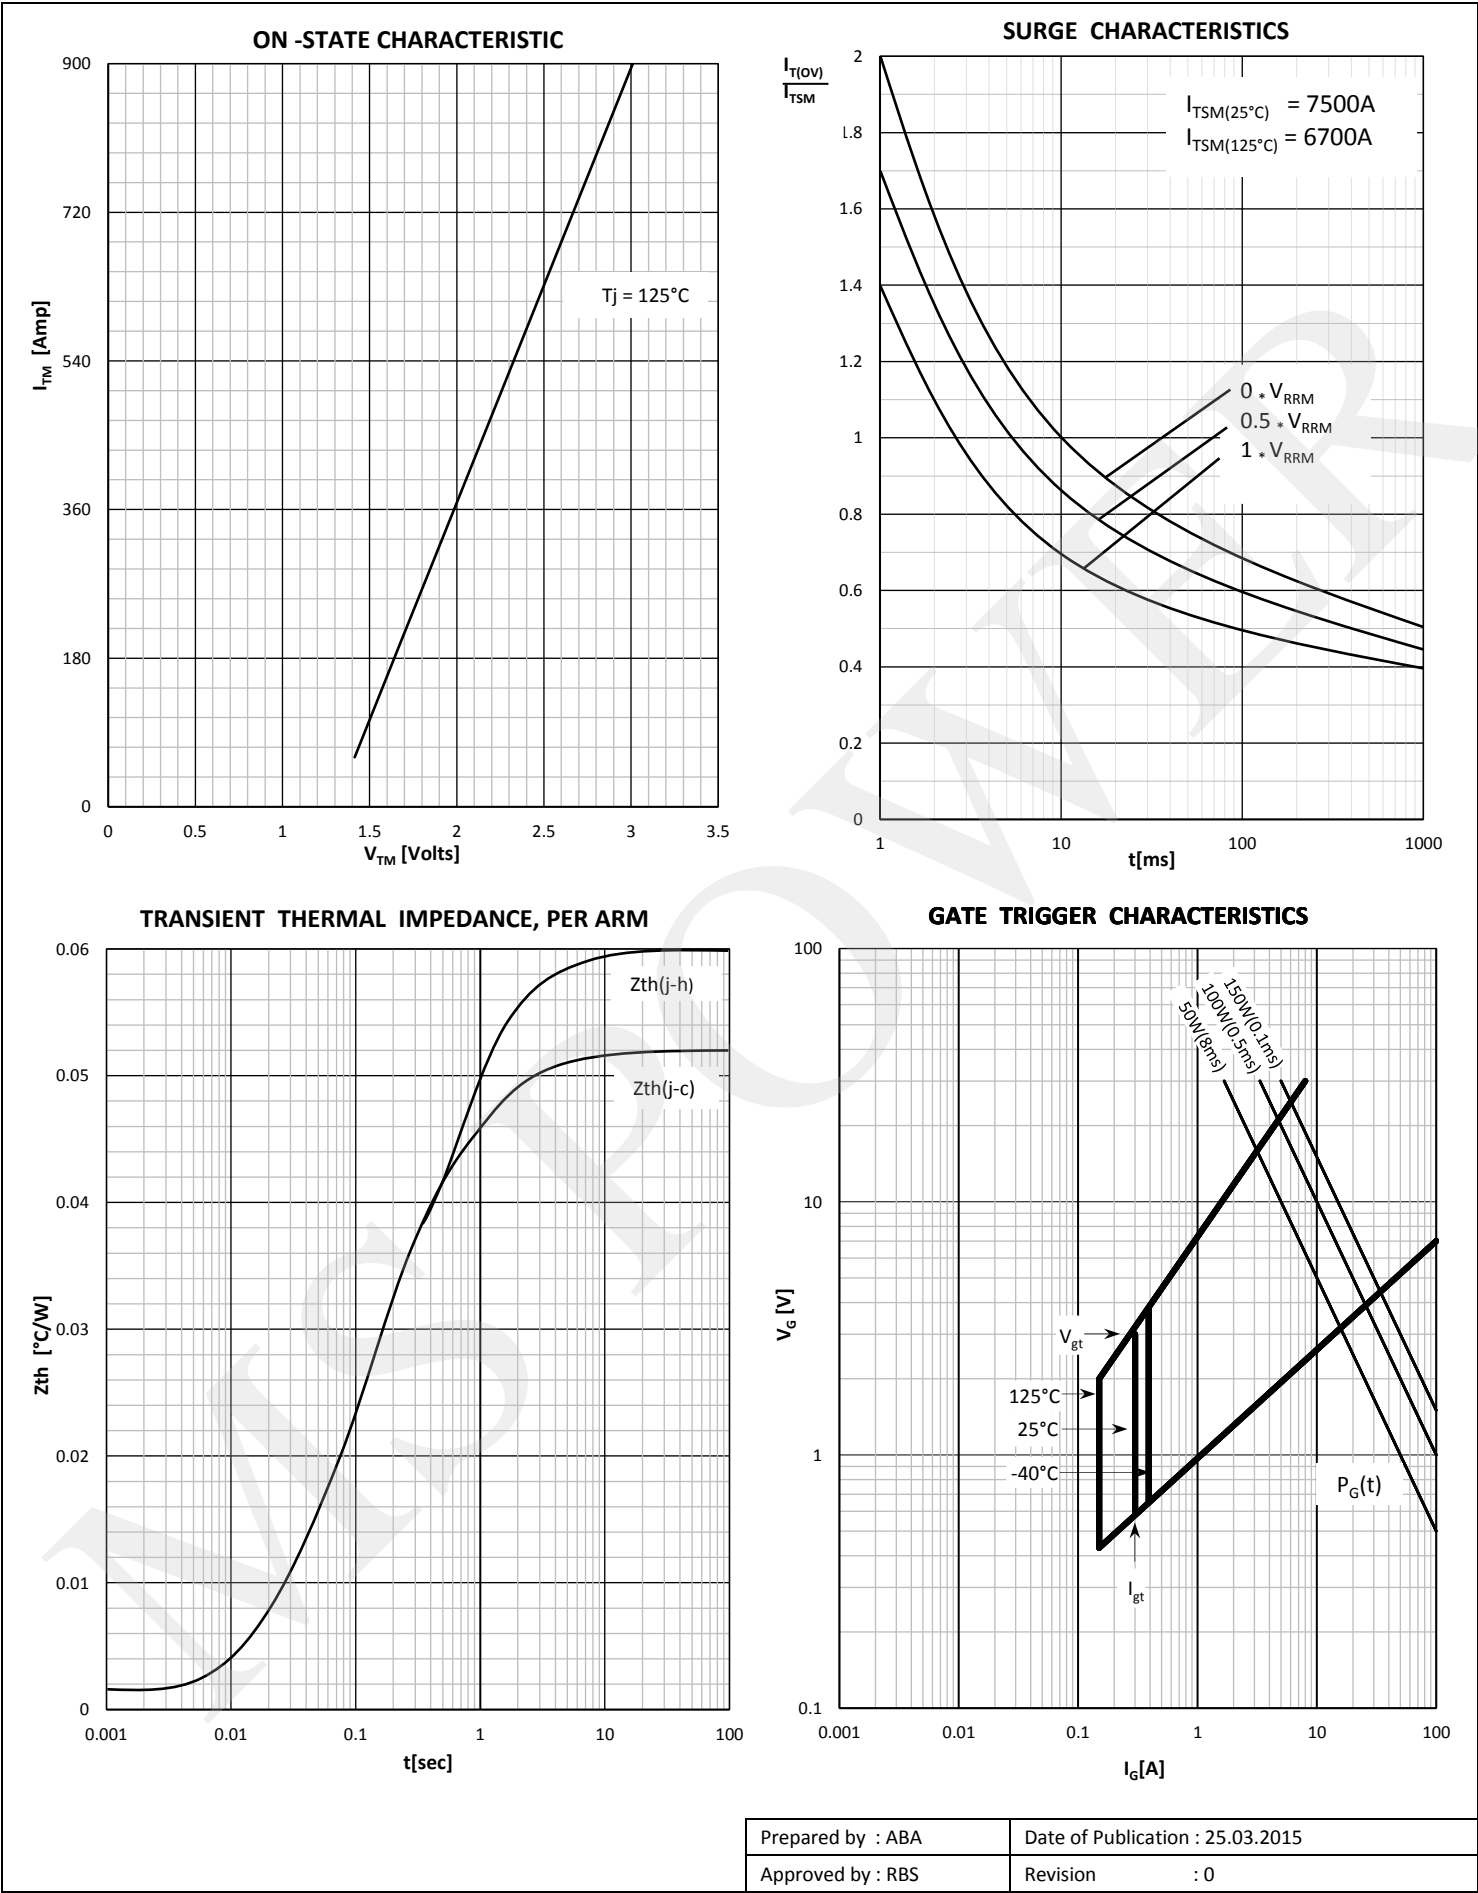 ON -STATE CHARACTERISTIC
900
720
540
360
180
0
I_TM [Amp]
Tj = 125°C
0 0.5 1 1.5 2 2.5 3 3.5
V_TM [Volts]
SURGE CHARACTERISTICS
I_T(OV)
I_TSM
2
1.8
1.6
1.4
1.2
1
0.8
0.6
0.4
0.2
0
I_TSM(25°C) = 7500A
I_TSM(125°C) = 6700A
0 * V_RRM
0.5 * V_RRM
1 * V_RRM
1 10 100 1000
t[ms]
TRANSIENT THERMAL IMPEDANCE, PER ARM
0.06
0.05
0.04
0.03
0.02
0.01
0
Zth [°C/W]
Zth(j-h)
Zth(j-c)
0.001 0.01 0.1 1 10 100
t[sec]
GATE TRIGGER CHARACTERISTICS
100
10
1
0.1
V_G [V]
150W(0.1ms)
100W(0.5ms)
50W(8ms)
V_gt
125°C
25°C
-40°C
I_gt
P_G(t)
0.001 0.01 0.1 1 10 100
I_G[A]
MS POWER
Prepared by : ABA
Date of Publication : 25.03.2015
Approved by : RBS
Revision : 0